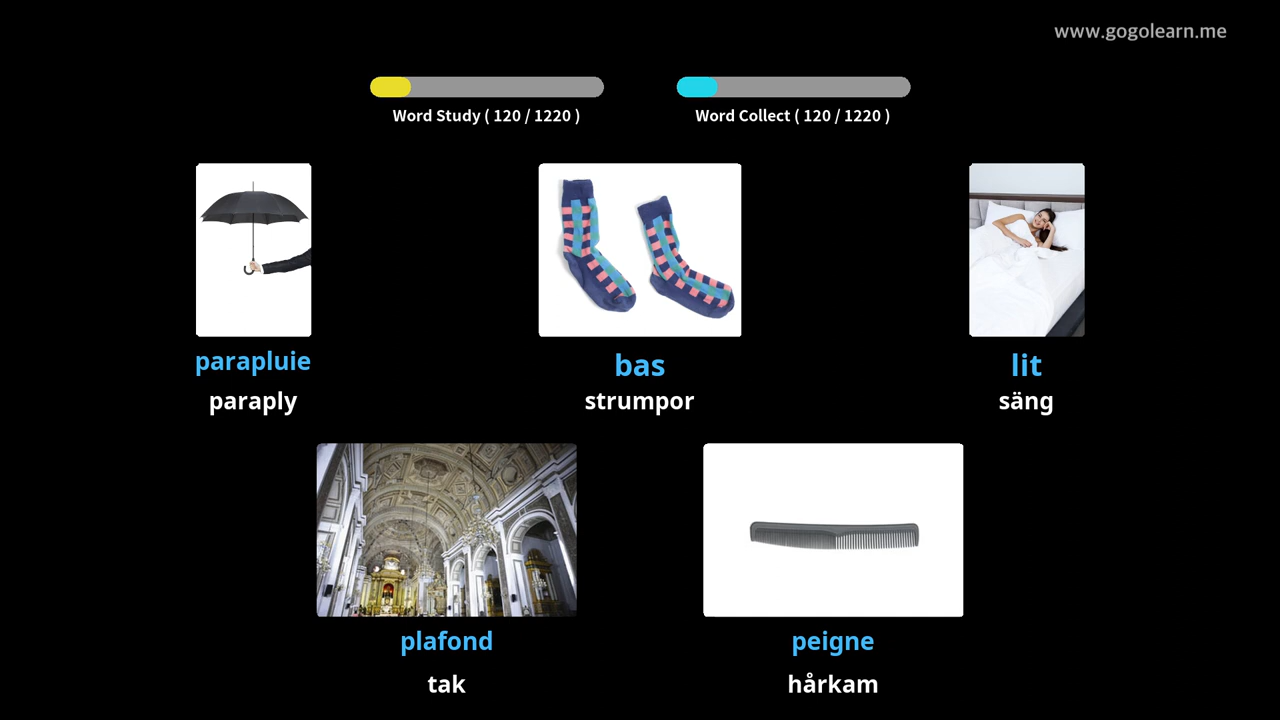 www.gogolearn.me
Word Study ( 120 / 1220 )
Word Collect ( 120 / 1220 )
parapluie
paraply
bas
strumpor
lit
säng
plafond
tak
peigne
hårkam